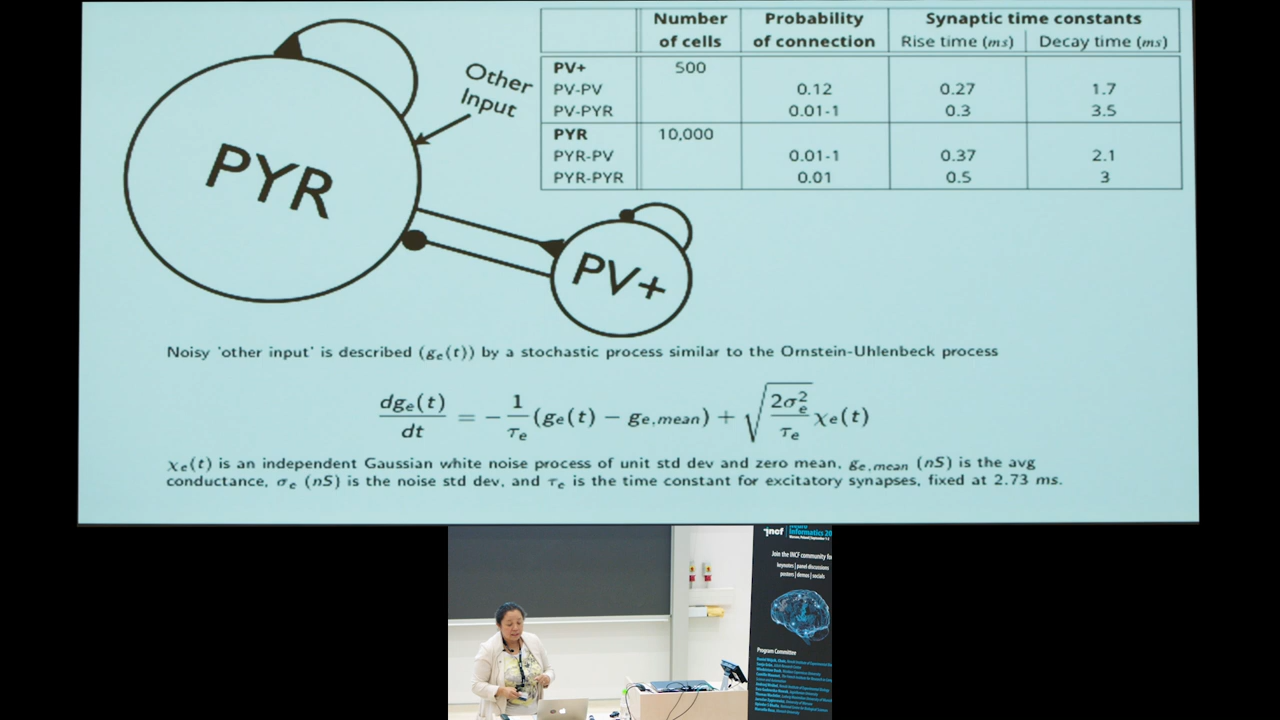 PYR
Other
Input
PV+
Number of cells | Probability of connection | Synaptic time constants
Rise time (ms) | Decay time (ms)
PV+ 500
PV-PV 0.12 0.27 1.7
PV-PYR 0.01-1 0.3 3.5
PYR 10,000
PYR-PV 0.01-1 0.37 2.1
PYR-PYR 0.01 0.5 3
Noisy 'other input' is described (gₑ(t)) by a stochastic process similar to the Ornstein-Uhlenbeck process
dgₑ(t)/dt = −1/τₑ (gₑ(t) − g_{e,mean}) + √(2σₑ²/τₑ) χₑ(t)
χₑ(t) is an independent Gaussian white noise process of unit std dev and zero mean, g_{e,mean} (nS) is the avg
conductance, σₑ (nS) is the noise std dev, and τₑ is the time constant for excitatory synapses, fixed at 2.73 ms.
incf
Informatics 20
Join the INCF community fo
keynotes | panel discussions
posters | demos | socials
Program Committee